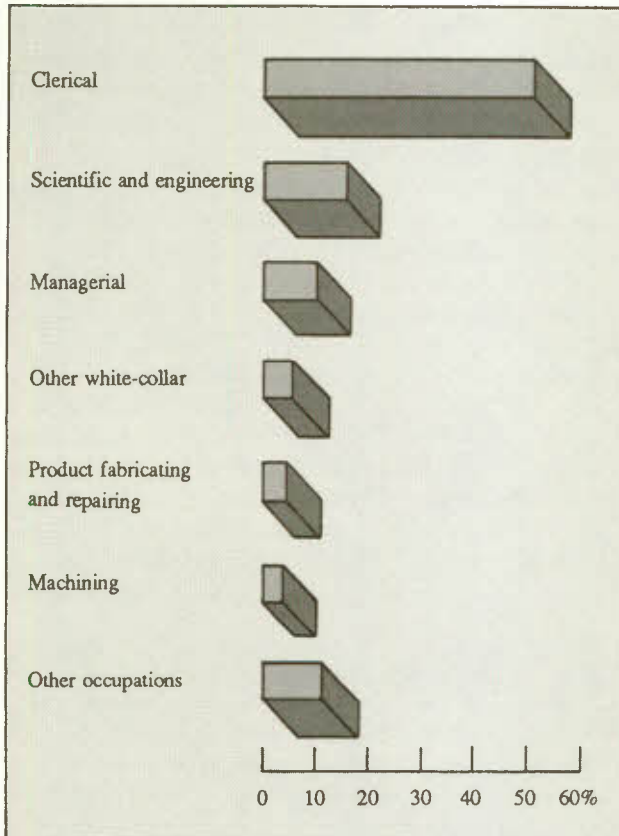 Clerical
Scientific and engineering
Managerial
Other white-collar
Product fabricating
and repairing
Machining
Other occupations
0 10 20 30 40 50 60%